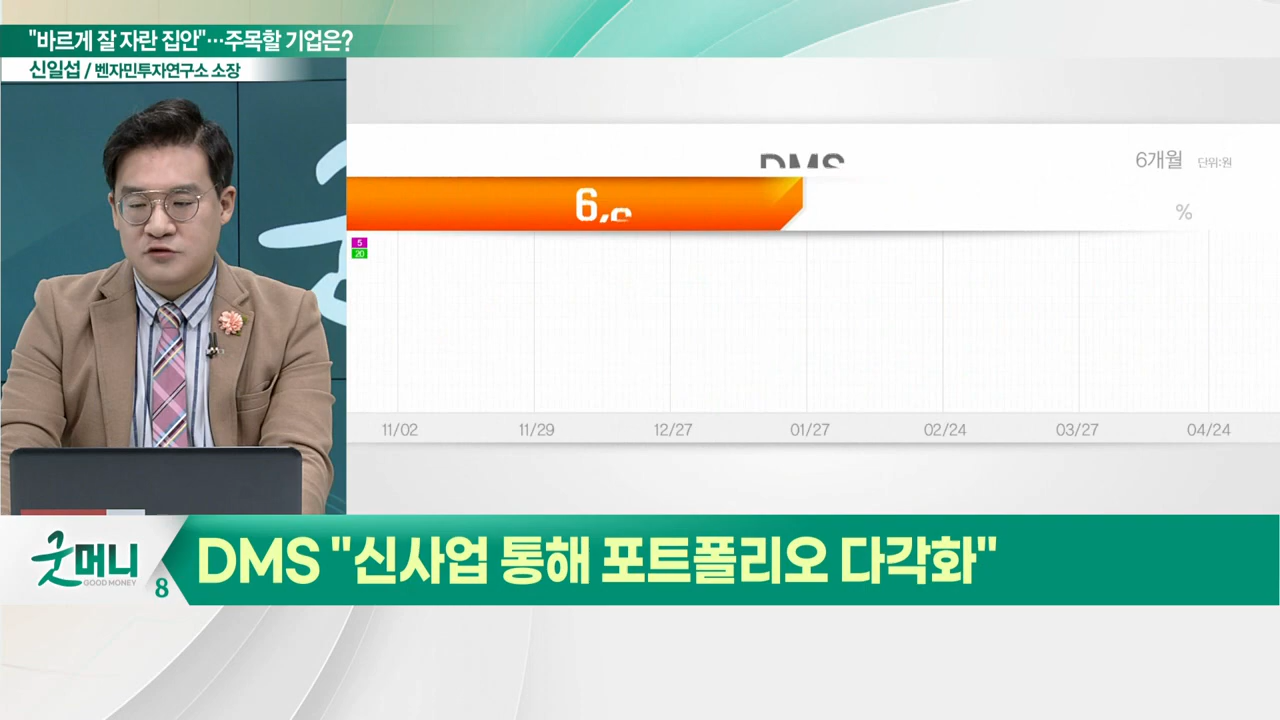 "바르게 잘 자란 집안"…주목할 기업은?
신일섭 / 벤자민투자연구소 소장
DMS
6개월 단위:원
%
5
20
11/02 11/29 12/27 01/27 02/24 03/27 04/24
굿머니
GOOD MONEY
8
DMS "신사업 통해 포트폴리오 다각화"